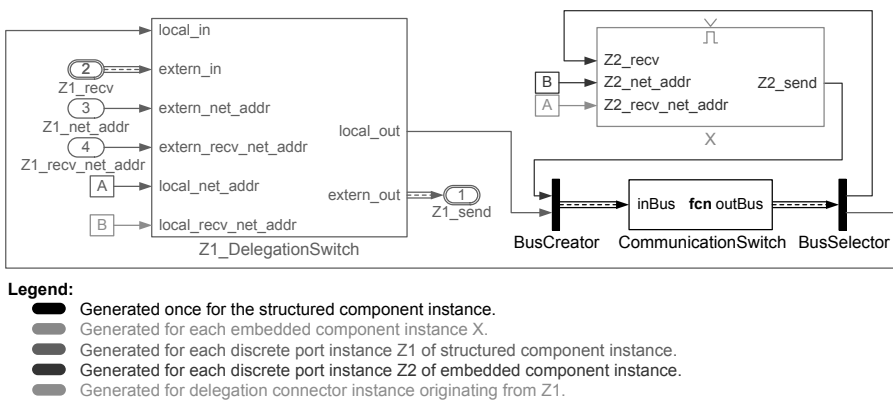 local_in
2
Z1_recv
extern_in
3
Z1_net_addr
extern_net_addr
4
Z1_recv_net_addr
extern_recv_net_addr
A
local_net_addr
B
local_recv_net_addr
local_out
extern_out
1
Z1_send
Z1_DelegationSwitch
Z2_recv
B
Z2_net_addr
A
Z2_recv_net_addr
Z2_send
X
inBus fcn outBus
BusCreator
CommunicationSwitch
BusSelector
Legend:
Generated once for the structured component instance.
Generated for each embedded component instance X.
Generated for each discrete port instance Z1 of structured component instance.
Generated for each discrete port instance Z2 of embedded component instance.
Generated for delegation connector instance originating from Z1.